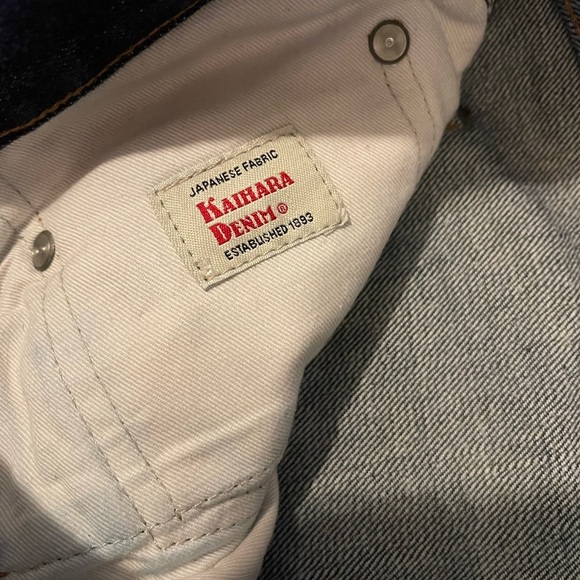 JAPANESE FABRIC
KAIHARA
DENIM®
ESTABLISHED 1893